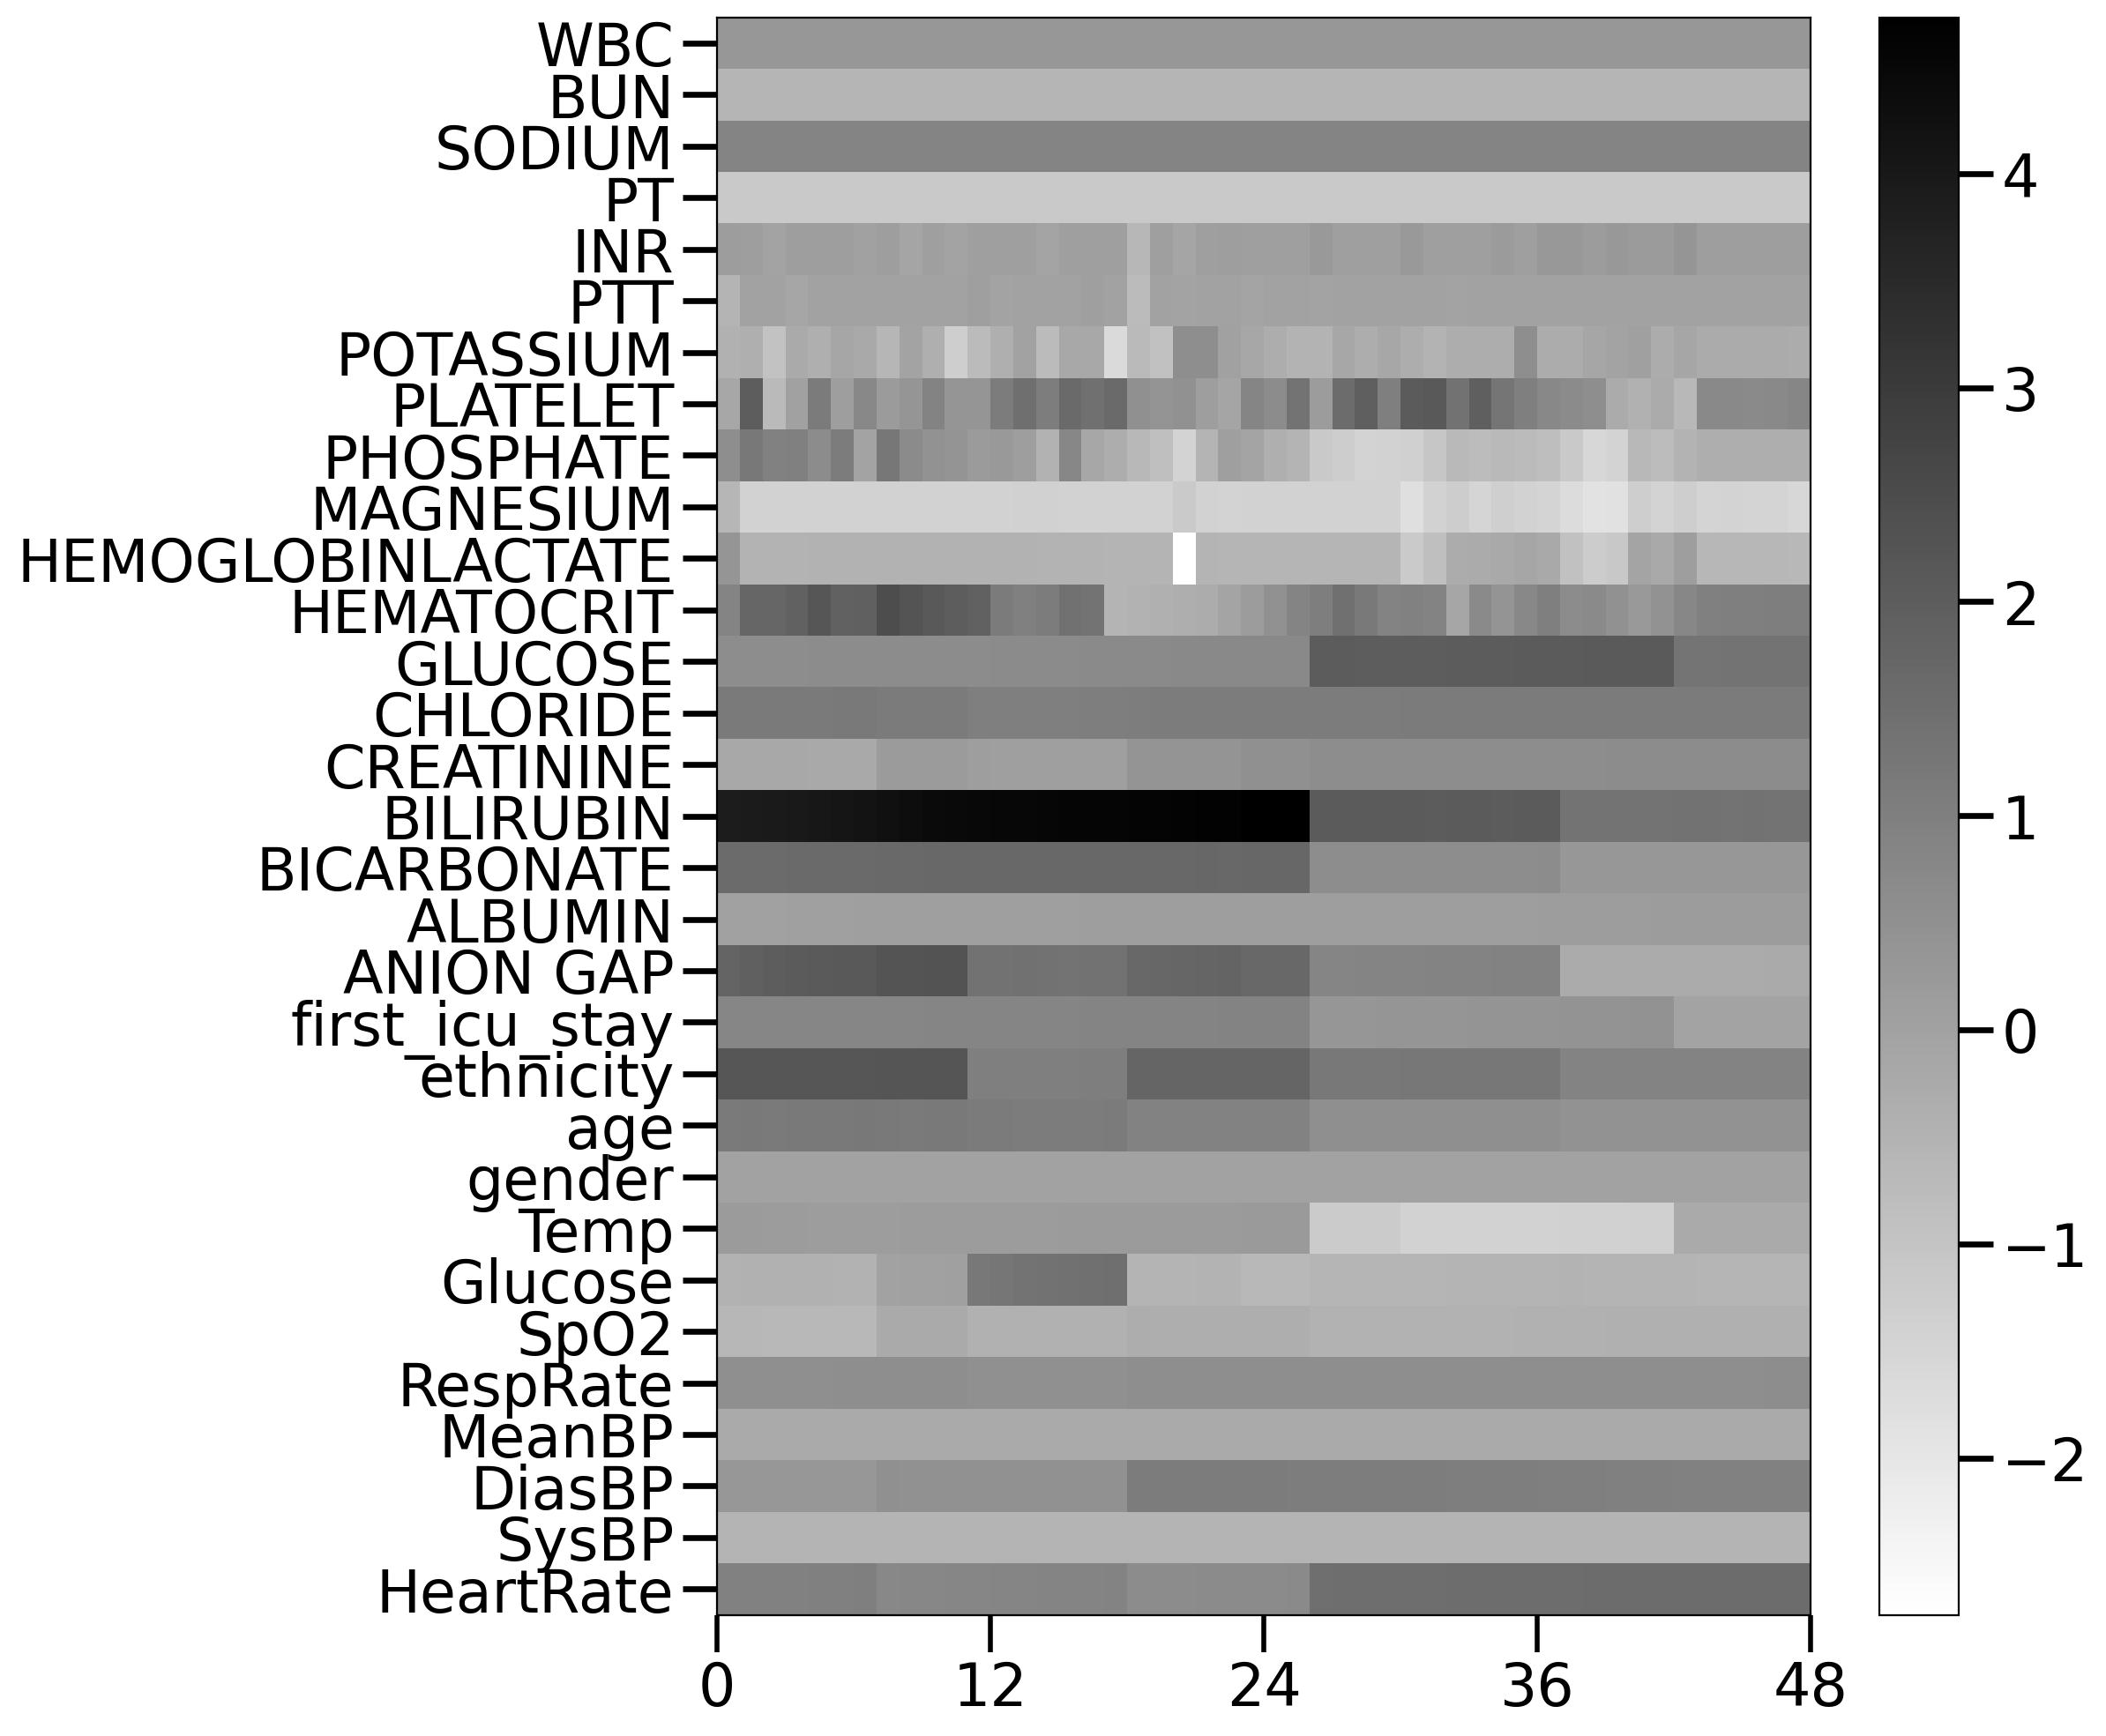 WBC
BUN
SODIUM
PT
INR
PTT
POTASSIUM
PLATELET
PHOSPHATE
MAGNESIUM
HEMOGLOBINLACTATE
HEMATOCRIT
GLUCOSE
CHLORIDE
CREATININE
BILIRUBIN
BICARBONATE
ALBUMIN
ANION GAP
first_icu_stay
ethnicity
age
gender
Temp
Glucose
SpO2
RespRate
MeanBP
DiasBP
SysBP
HeartRate
0 12 24 36 48
4
3
2
1
0
−1
−2